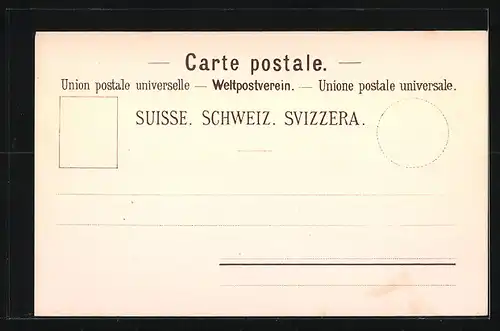 — Carte postale. —
Union postale universelle — Weltpostverein. — Unione postale universale.
SUISSE. SCHWEIZ. SVIZZERA.